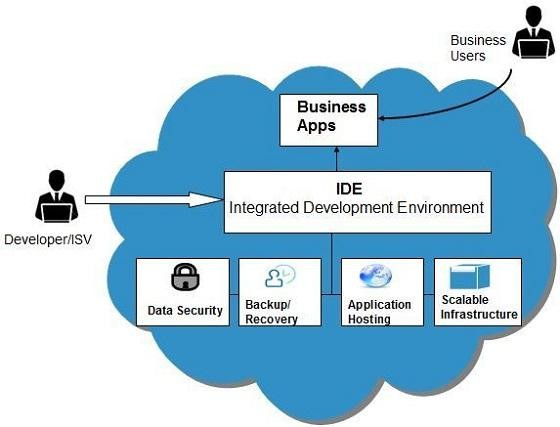 Business
Users
Business
Apps
IDE
Integrated Development Environment
Developer/ISV
Data Security
Backup/
Recovery
Application
Hosting
Scalable
Infrastructure